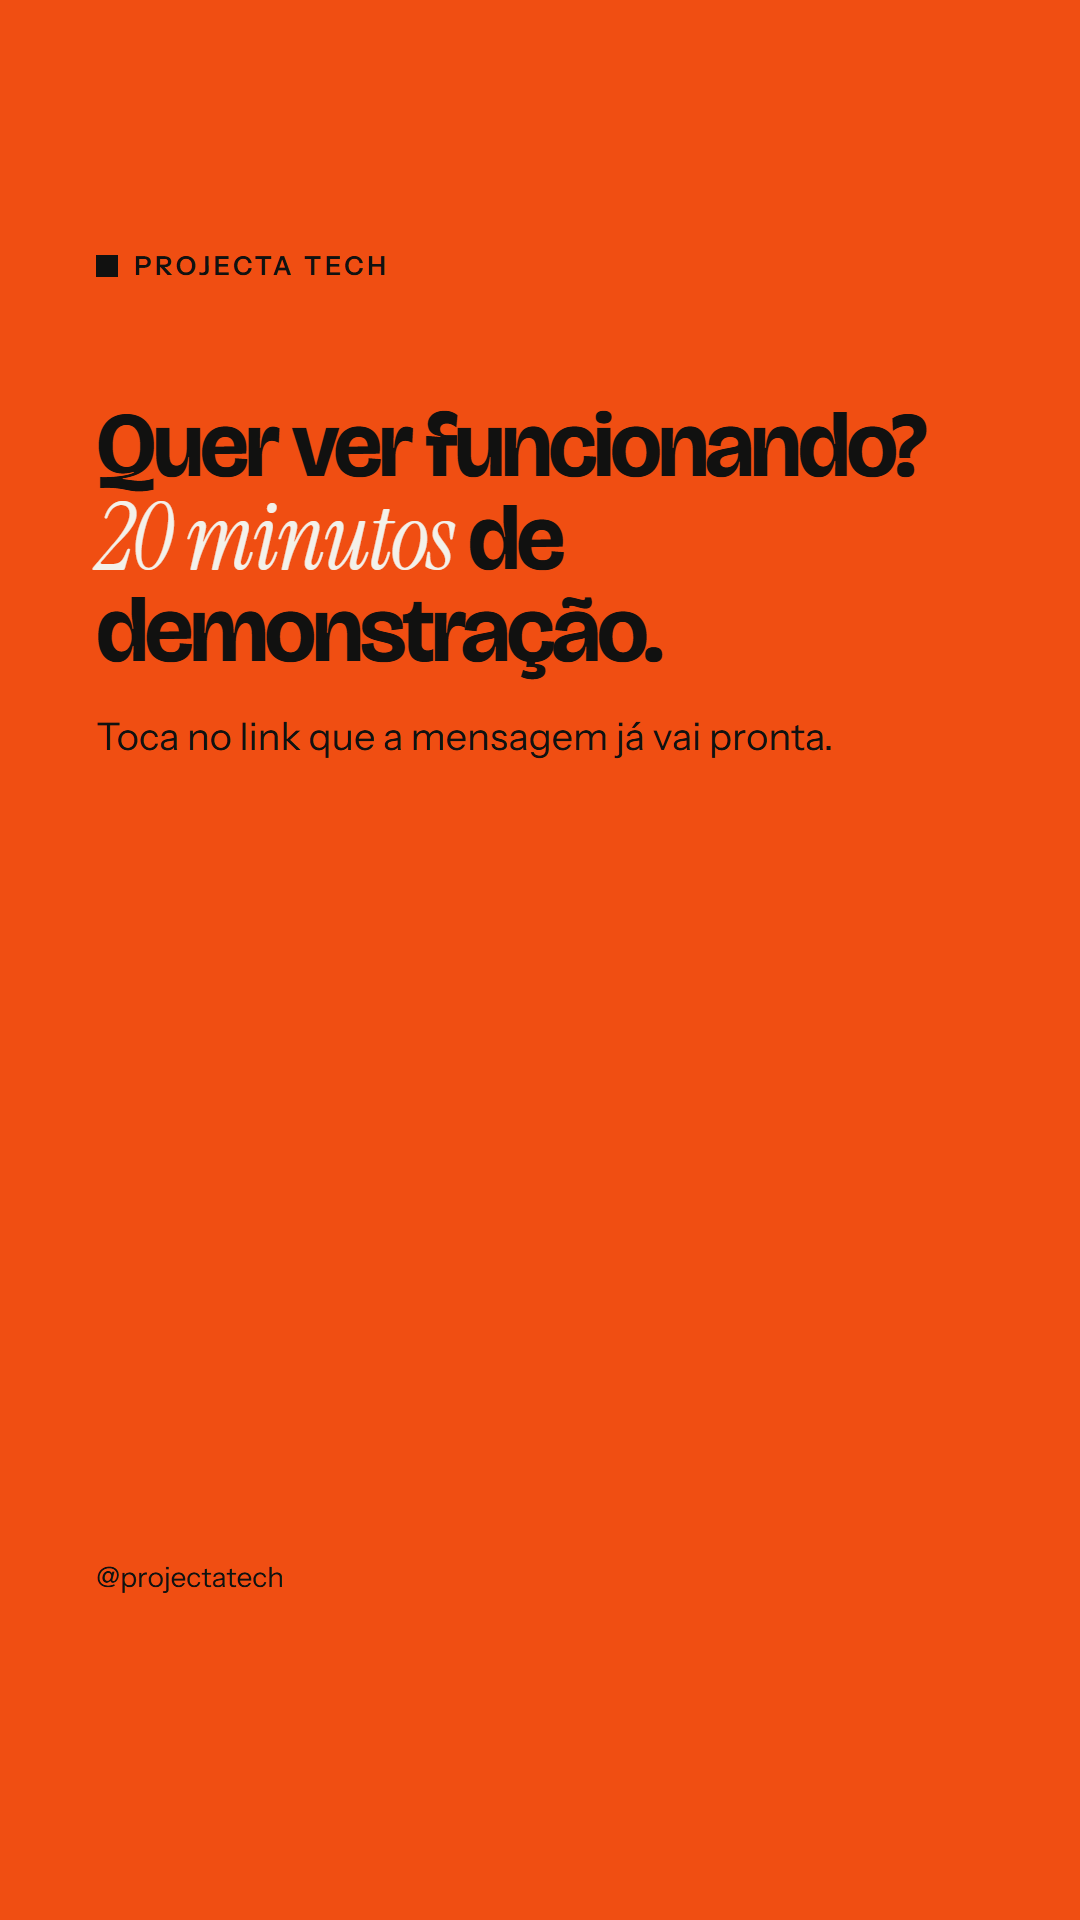 PROJECTA TECH
Quer ver funcionando?
20 minutos de
demonstração.
Toca no link que a mensagem já vai pronta.
@projectatech